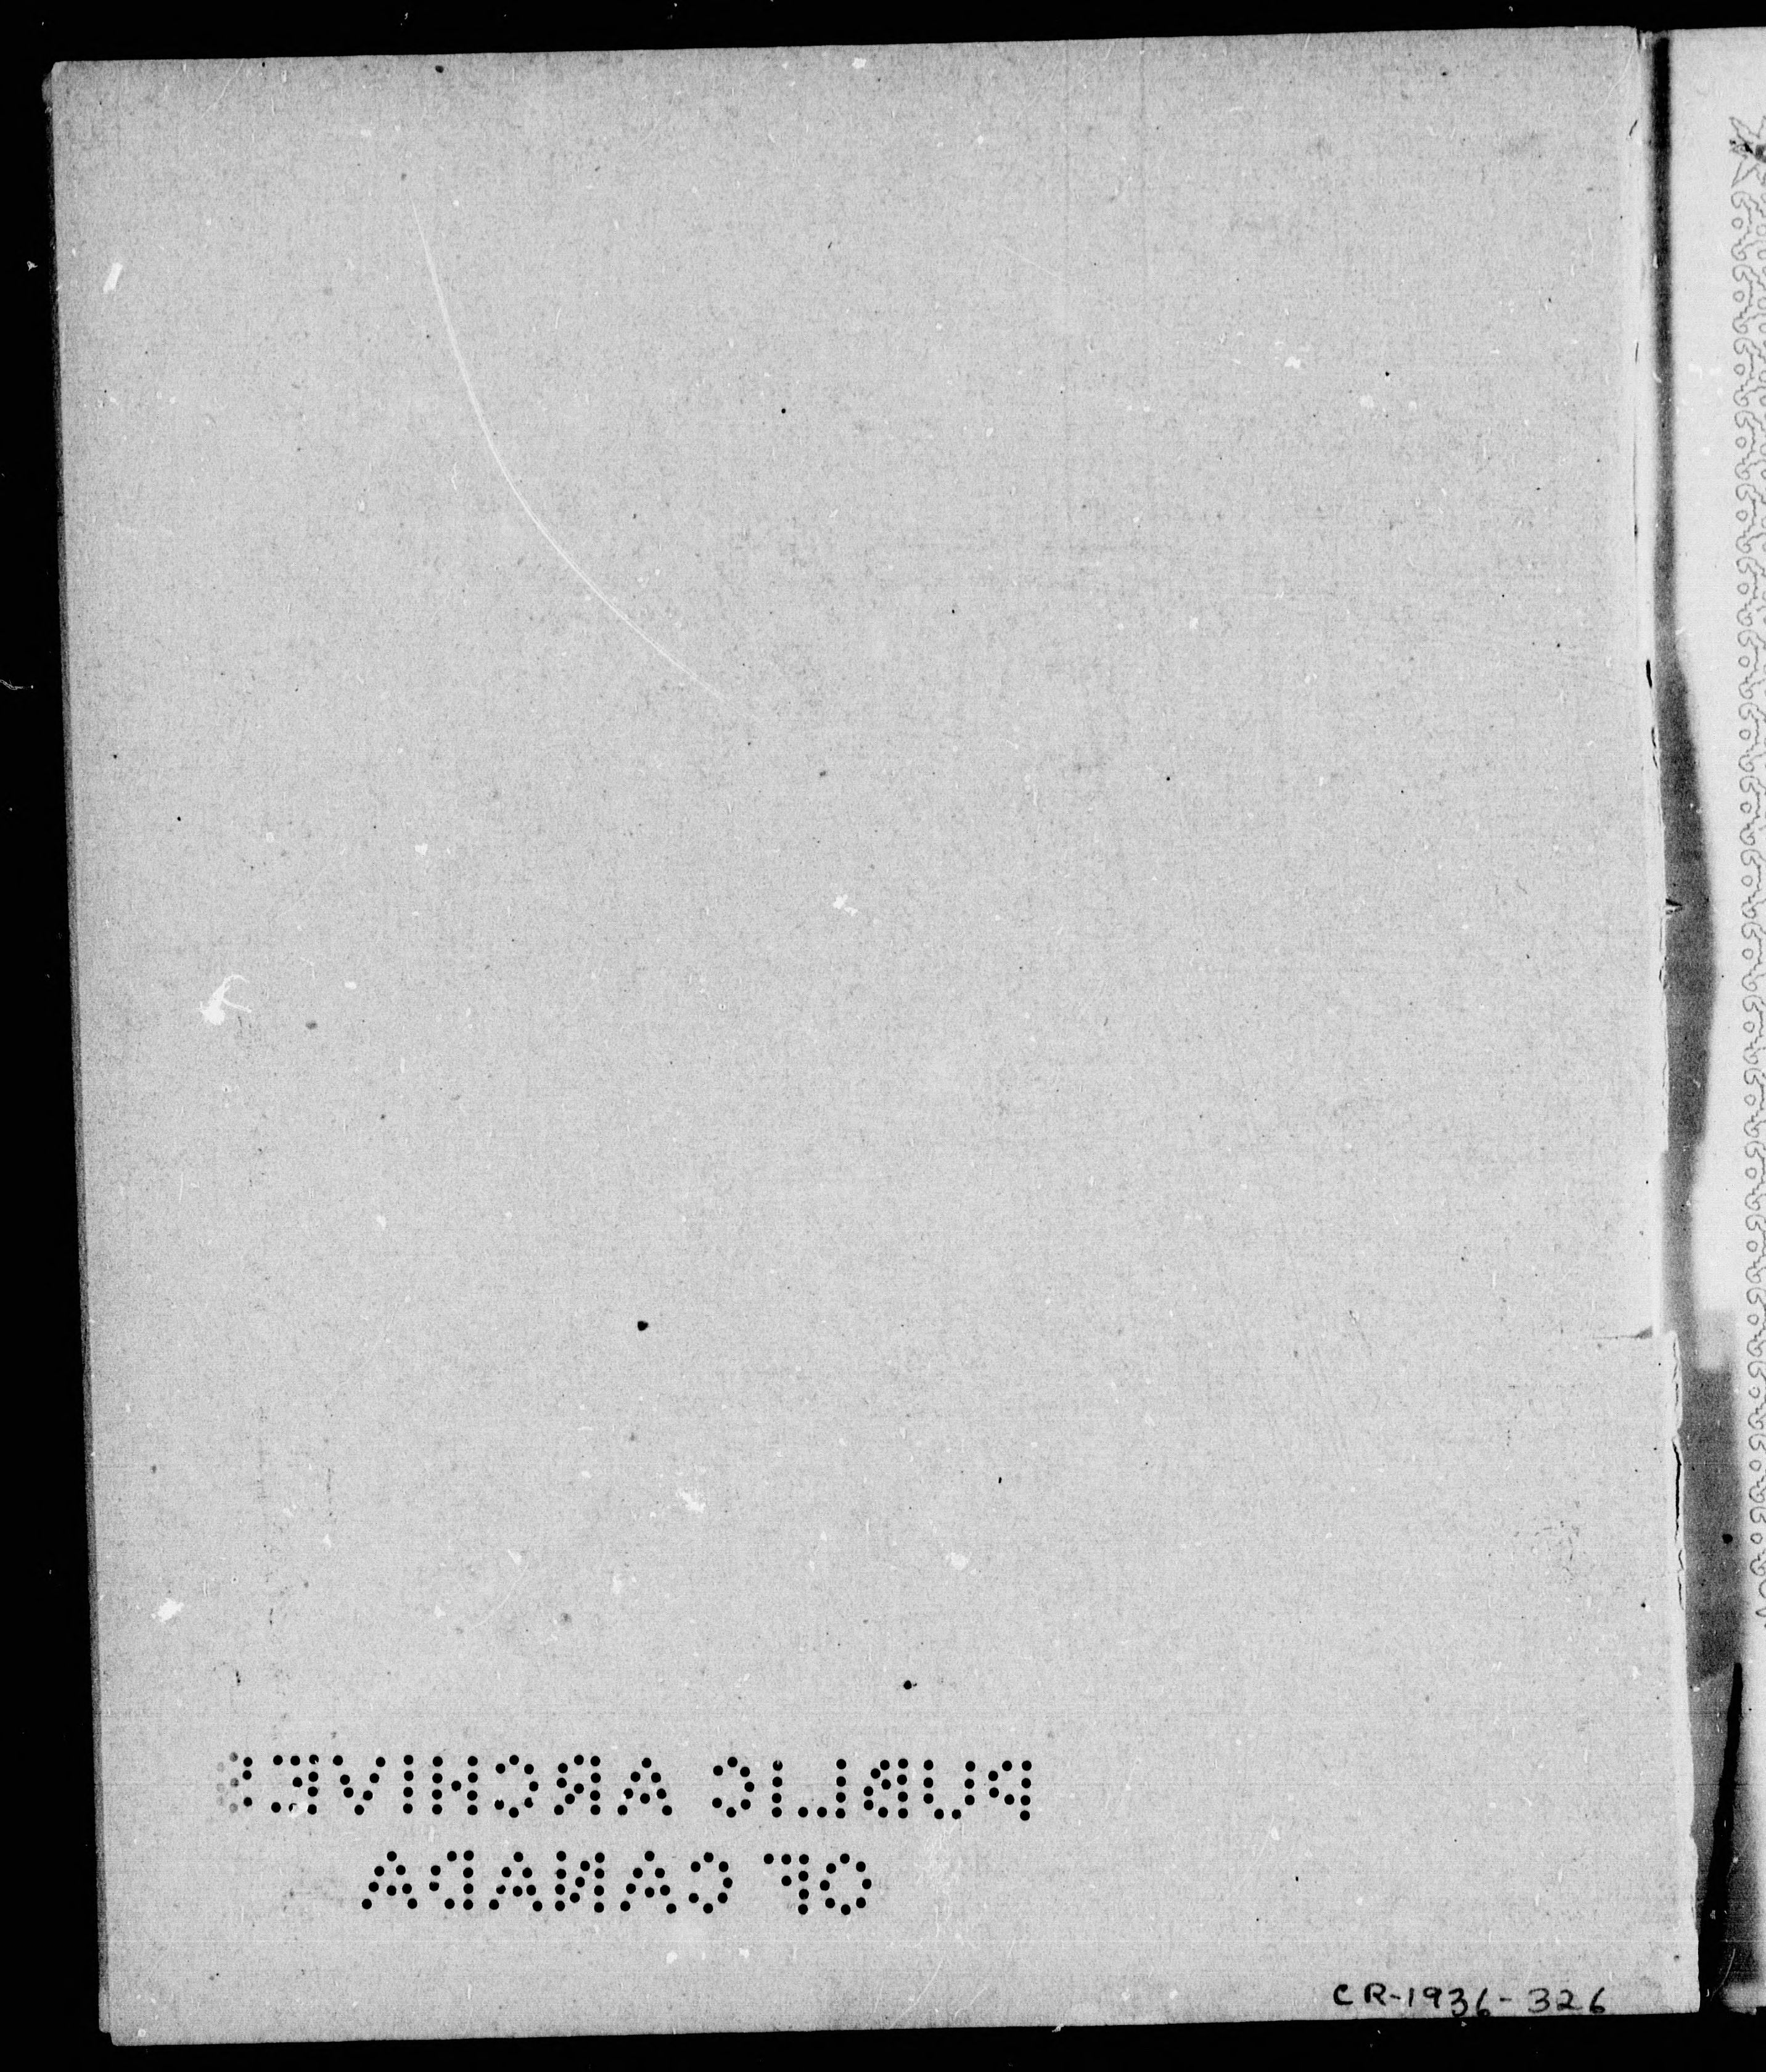 PUBLIC ARCHIVES
OF CANADA
CR-1936-326